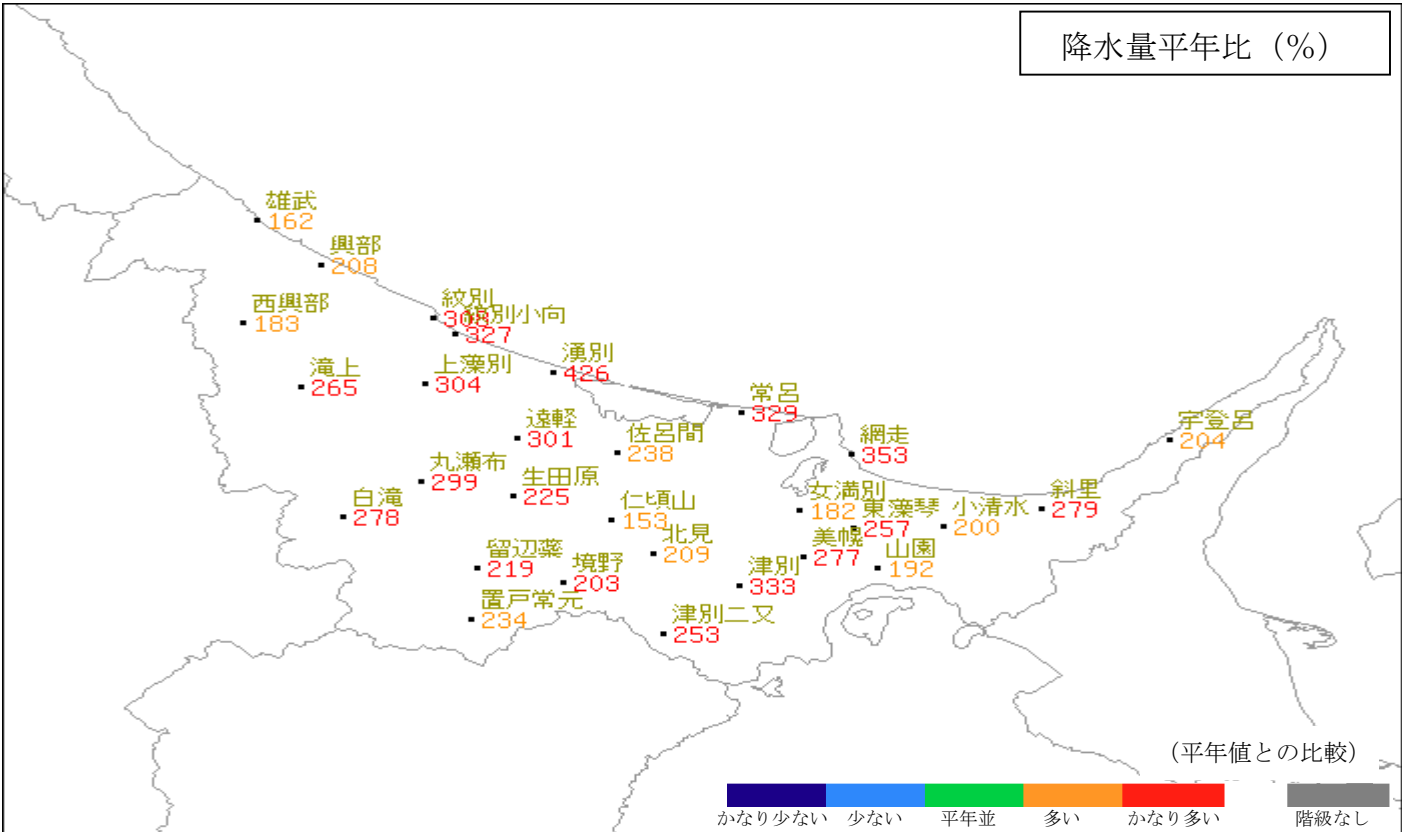 降水量平年比（%）
雄武
162
興部
208
西興部
183
紋別
308
紋別小向
327
滝上
265
上藻別
304
湧別
426
常呂
329
遠軽
301
佐呂間
238
網走
353
宇登呂
204
丸瀬布
299
生田原
225
白滝
278
仁頃山
153
女満別
182
東藻琴
257
小清水
200
斜里
279
北見
209
美幌
277
山園
192
留辺蘂
219
境野
203
津別
333
置戸常元
234
津別二又
253
（平年値との比較）
かなり少ない 少ない 平年並 多い かなり多い 階級なし